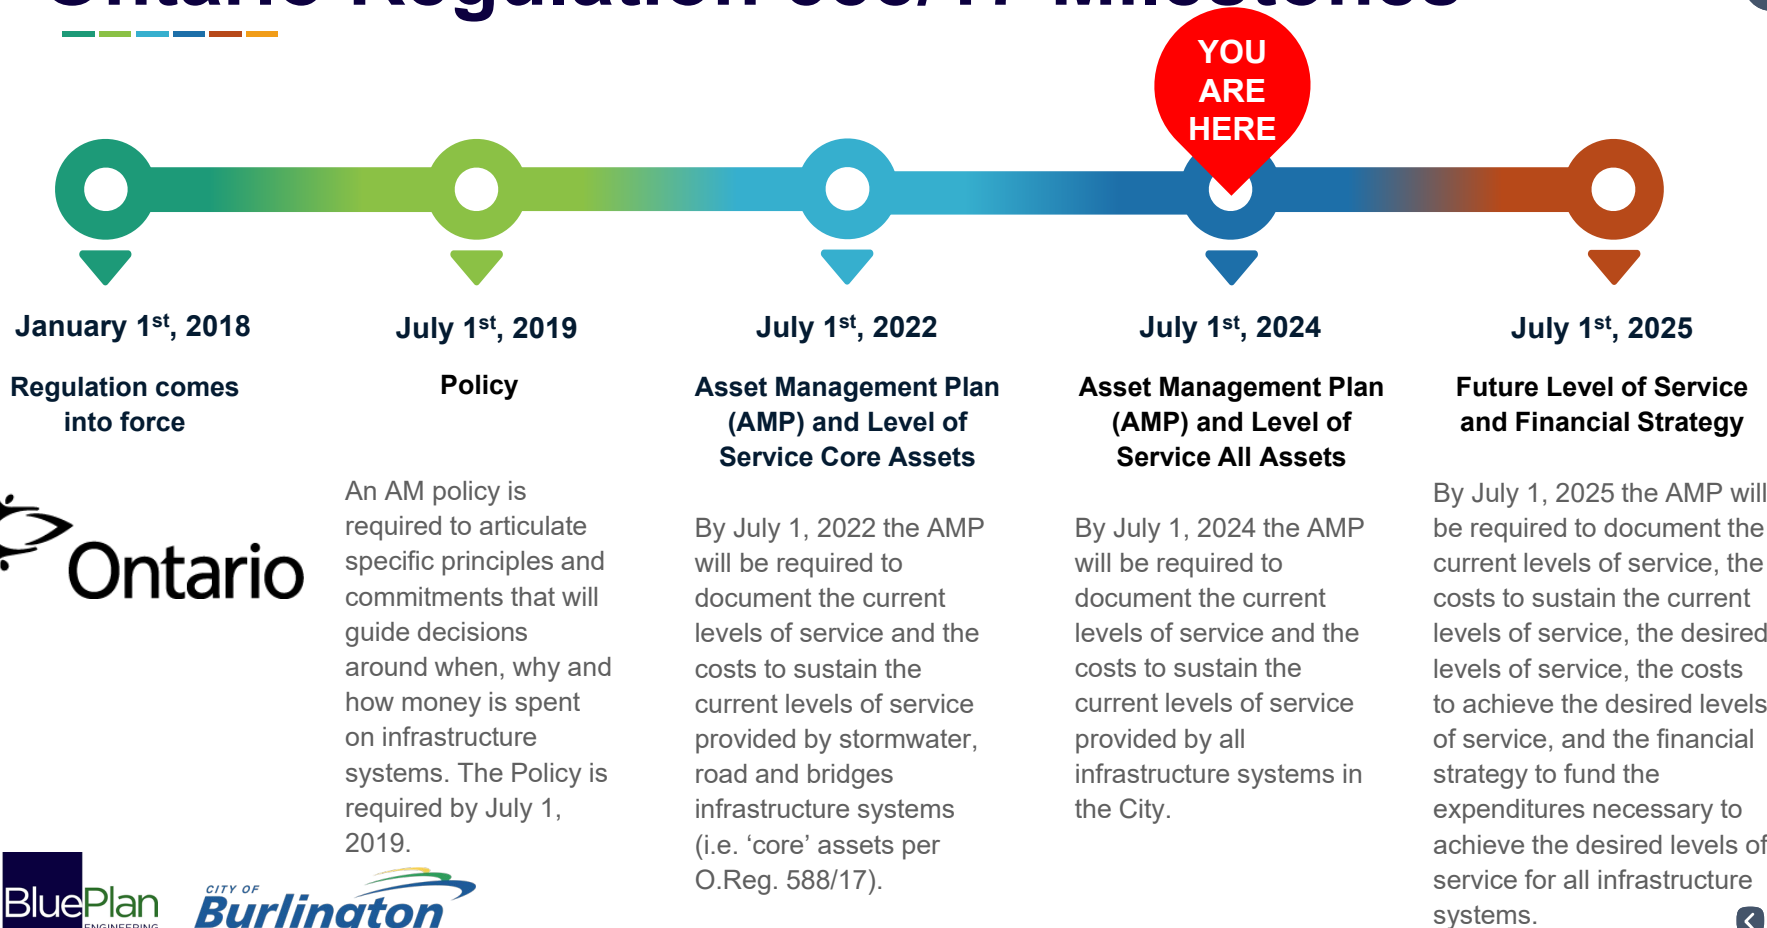 Ontario Regulation 588/17 Milestones
YOU
ARE
HERE
January 1st, 2018
Regulation comes
into force
Ontario
July 1st, 2019
Policy
An AM policy is
required to articulate
specific principles and
commitments that will
guide decisions
around when, why and
how money is spent
on infrastructure
systems. The Policy is
required by July 1,
2019.
July 1st, 2022
Asset Management Plan
(AMP) and Level of
Service Core Assets
By July 1, 2022 the AMP
will be required to
document the current
levels of service and the
costs to sustain the
current levels of service
provided by stormwater,
road and bridges
infrastructure systems
(i.e. ‘core’ assets per
O.Reg. 588/17).
July 1st, 2024
Asset Management Plan
(AMP) and Level of
Service All Assets
By July 1, 2024 the AMP
will be required to
document the current
levels of service and the
costs to sustain the
current levels of service
provided by all
infrastructure systems in
the City.
July 1st, 2025
Future Level of Service
and Financial Strategy
By July 1, 2025 the AMP will
be required to document the
current levels of service, the
costs to sustain the current
levels of service, the desired
levels of service, the costs
to achieve the desired levels
of service, and the financial
strategy to fund the
expenditures necessary to
achieve the desired levels of
service for all infrastructure
systems.
BluePlan
ENGINEERING
CITY OF
Burlington